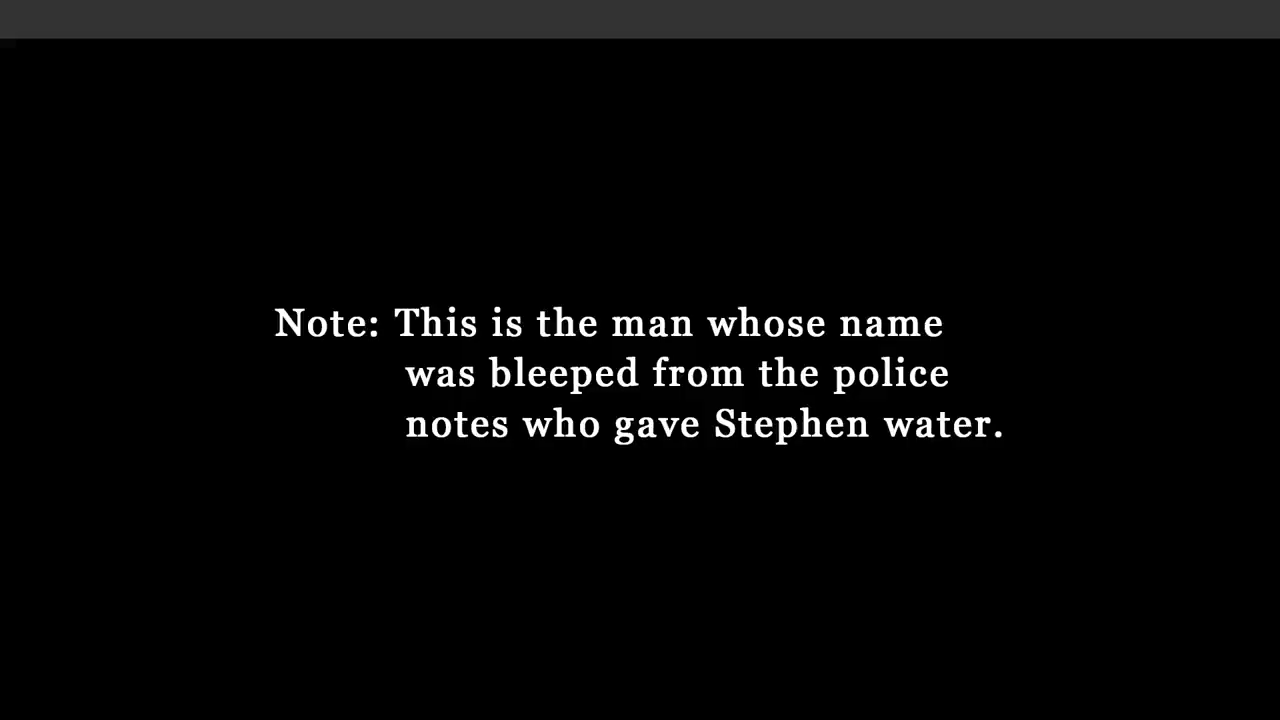 Note: This is the man whose name
was bleeped from the police
notes who gave Stephen water.